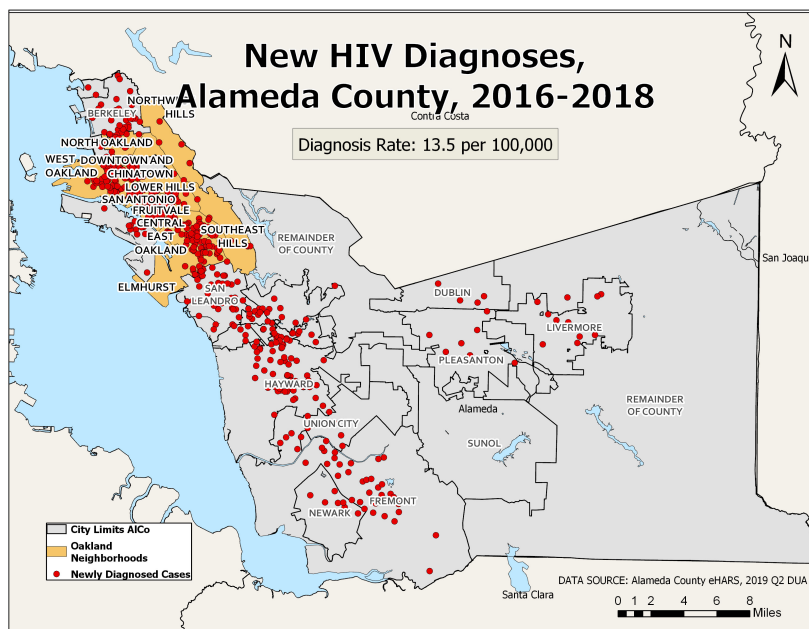 New HIV Diagnoses,
Alameda County, 2016-2018
N
Contra Costa
Diagnosis Rate: 13.5 per 100,000
NORTHW
HILLS
BERKELEY
NORTH OAKLAND
WEST
OAKLAND
DOWNTOWN AND
CHINATOWN
LOWER HILLS
SAN ANTONIO
FRUITVALE
CENTRAL
EAST
OAKLAND
SOUTHEAST
HILLS
REMAINDER
OF COUNTY
San Joaqu
ELMHURST
SAN
LEANDRO
DUBLIN
LIVERMORE
PLEASANTON
HAYWARD
Alameda
REMAINDER
OF COUNTY
UNION CITY
SUNOL
FREMONT
NEWARK
City Limits AlCo
Oakland
Neighborhoods
Newly Diagnosed Cases
DATA SOURCE: Alameda County eHARS, 2019 Q2 DUA
Santa Clara
0 1 2 4 6 8
Miles